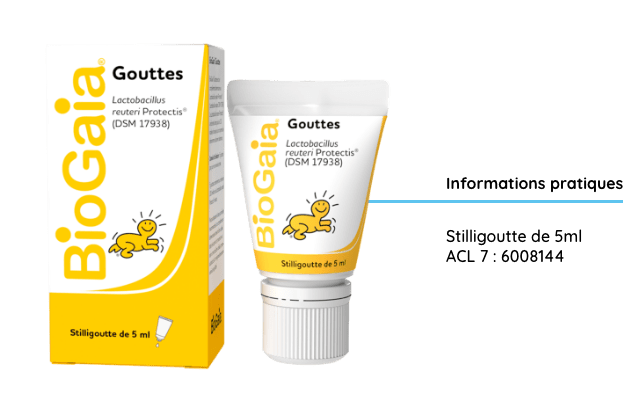 BioGaia®
Gouttes
Lactobacillus
reuteri Protectis®
(DSM 17938)
Stilligoutte de 5 ml
BioGaia
BioGaia®
Gouttes
Lactobacillus
reuteri Protectis®
(DSM 17938)
Stilligoutte de 5 ml
Informations pratiques
Stilligoutte de 5ml
ACL 7 : 6008144